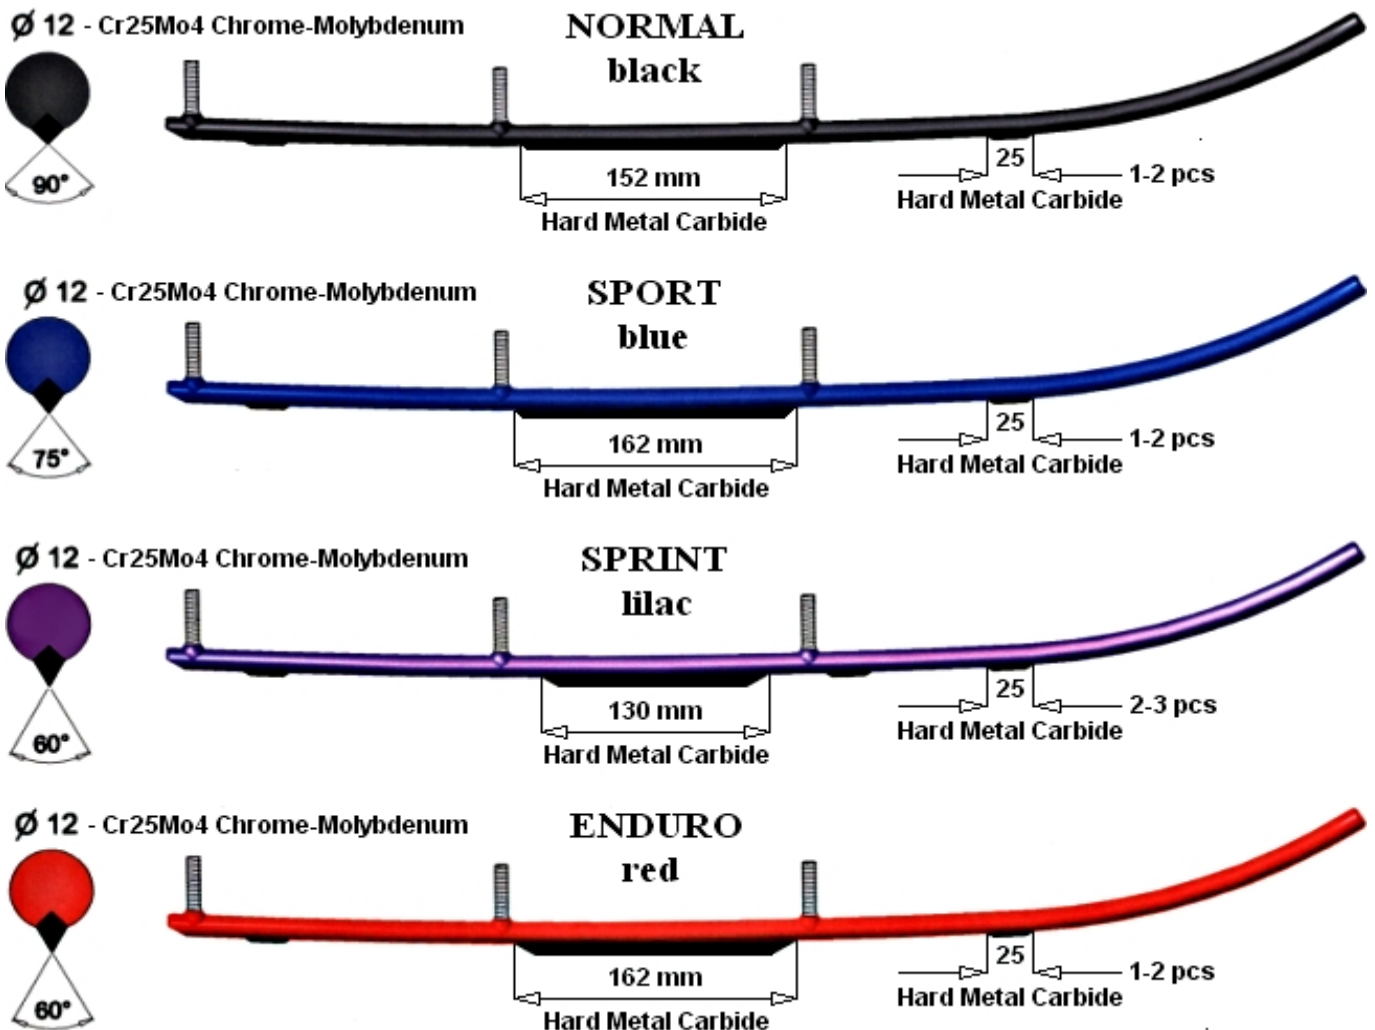 Ø 12 - Cr25Mo4 Chrome-Molybdenum
NORMAL
black
90°
152 mm
Hard Metal Carbide
25
1-2 pcs
Hard Metal Carbide
Ø 12 - Cr25Mo4 Chrome-Molybdenum
SPORT
blue
75°
162 mm
Hard Metal Carbide
25
1-2 pcs
Hard Metal Carbide
Ø 12 - Cr25Mo4 Chrome-Molybdenum
SPRINT
lilac
60°
130 mm
Hard Metal Carbide
25
2-3 pcs
Hard Metal Carbide
Ø 12 - Cr25Mo4 Chrome-Molybdenum
ENDURO
red
60°
162 mm
Hard Metal Carbide
25
1-2 pcs
Hard Metal Carbide